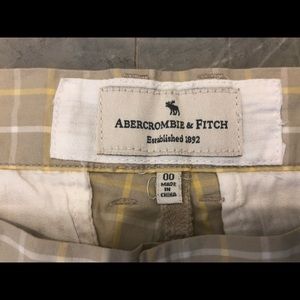 ABERCROMBIE & FITCH
Established 1892
00
MADE IN
CHINA